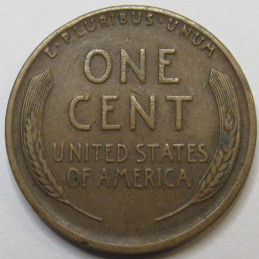 E·PLURIBUS·UNUM
ONE
CENT
UNITED STATES
OF AMERICA